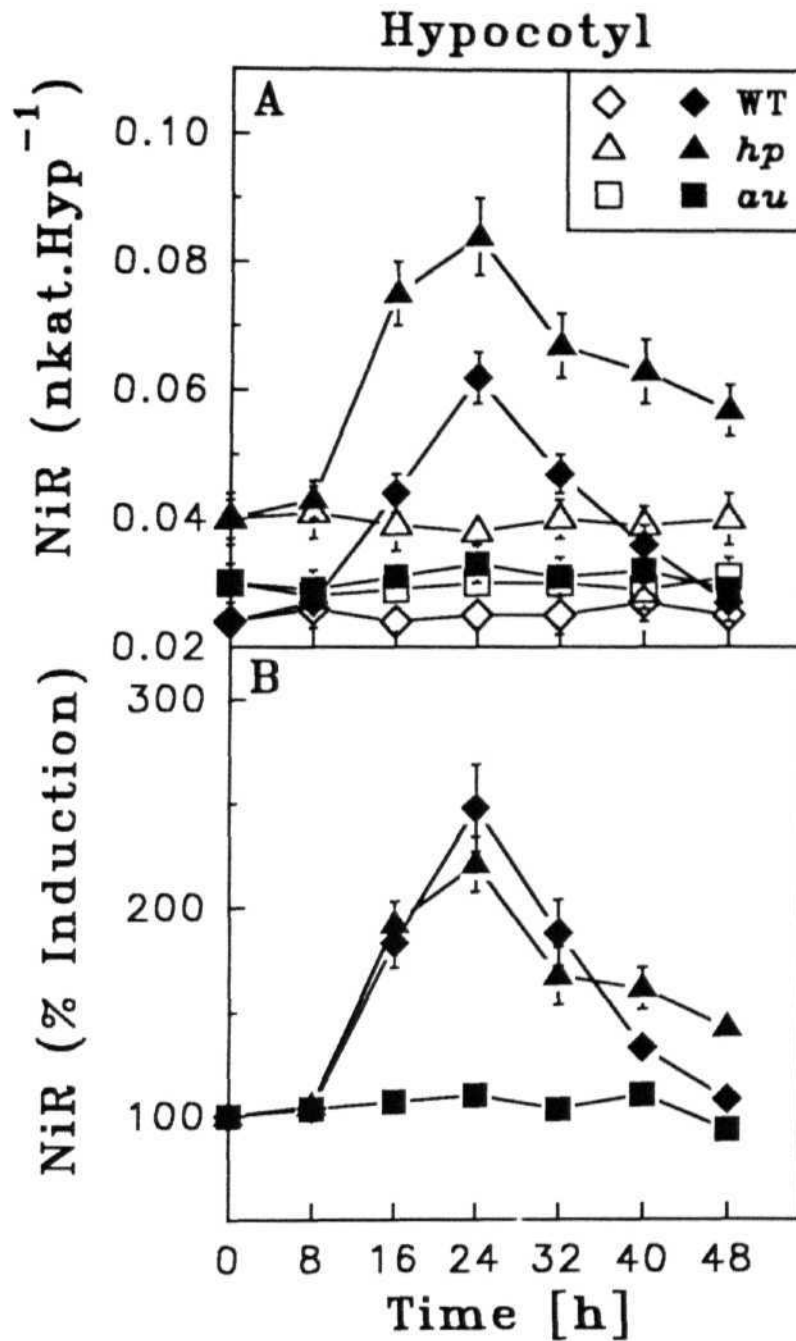 Hypocotyl
A
WT
hp
au
NiR (nkat.Hyp⁻¹)
0.10
0.08
0.06
0.04
0.02
B
NiR (% Induction)
300
200
100
0 8 16 24 32 40 48
Time [h]